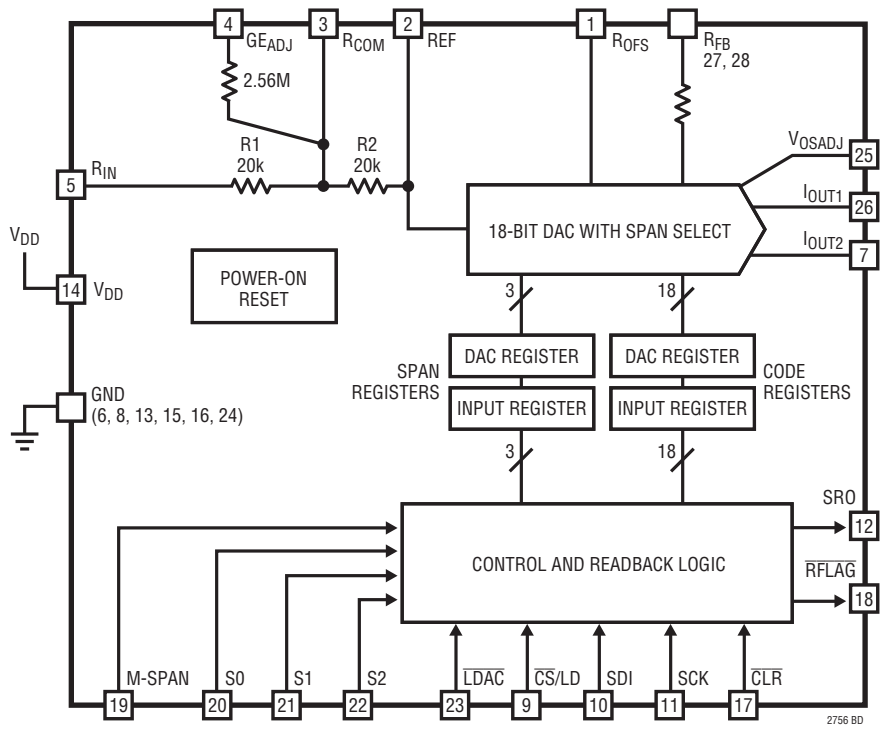 4
3
2
1
GEADJ
RCOM
REF
ROFS
RFB
27, 28
2.56M
R1
20k
R2
20k
VOSADJ
25
5
RIN
IOUT1
26
18-BIT DAC WITH SPAN SELECT
IOUT2
7
VDD
14
VDD
POWER-ON
RESET
3
18
SPAN
REGISTERS
DAC REGISTER
DAC REGISTER
CODE
REGISTERS
INPUT REGISTER
INPUT REGISTER
GND
(6, 8, 13, 15, 16, 24)
3
18
SRO
12
CONTROL AND READBACK LOGIC
RFLAG
18
M-SPAN
S0
S1
S2
LDAC
CS/LD
SDI
SCK
CLR
19
20
21
22
23
9
10
11
17
2756 BD